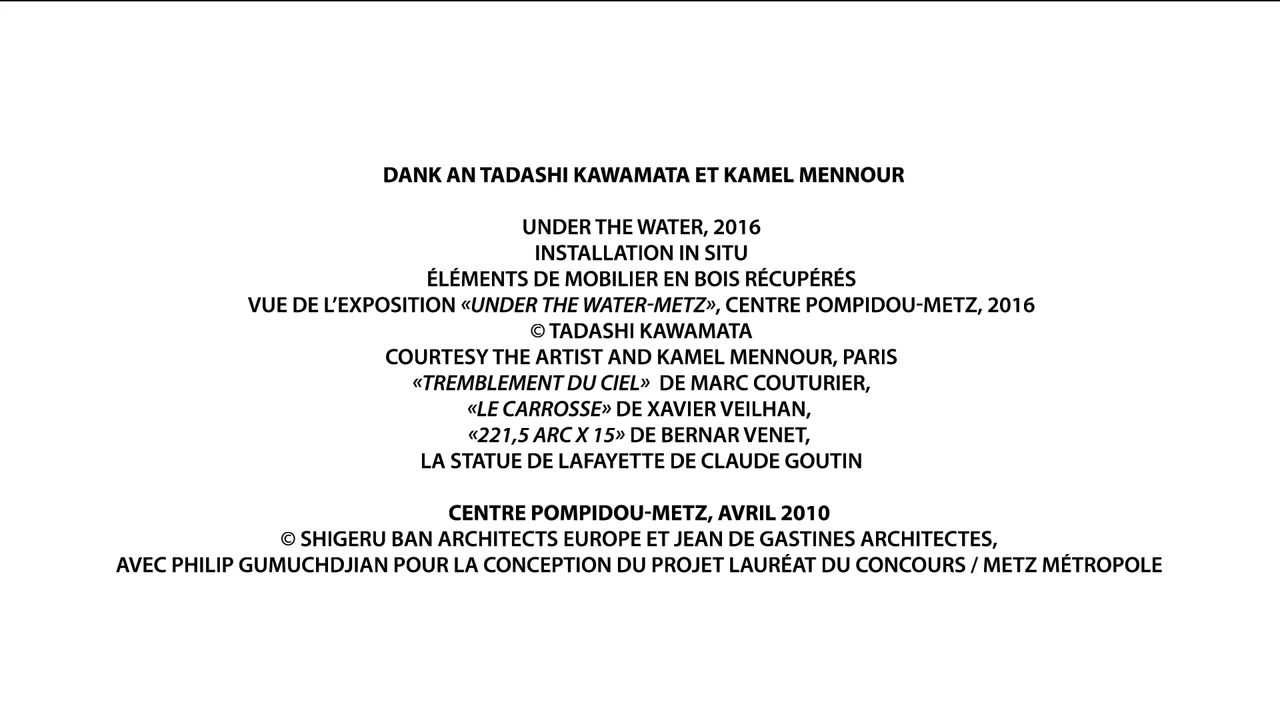 DANK AN TADASHI KAWAMATA ET KAMEL MENNOUR
UNDER THE WATER, 2016
INSTALLATION IN SITU
ÉLÉMENTS DE MOBILIER EN BOIS RÉCUPÉRÉS
VUE DE L’EXPOSITION «UNDER THE WATER-METZ», CENTRE POMPIDOU-METZ, 2016
© TADASHI KAWAMATA
COURTESY THE ARTIST AND KAMEL MENNOUR, PARIS
«TREMBLEMENT DU CIEL» DE MARC COUTURIER,
«LE CARROSSE» DE XAVIER VEILHAN,
«221,5 ARC X 15» DE BERNAR VENET,
LA STATUE DE LAFAYETTE DE CLAUDE GOUTIN
CENTRE POMPIDOU-METZ, AVRIL 2010
© SHIGERU BAN ARCHITECTS EUROPE ET JEAN DE GASTINES ARCHITECTES,
AVEC PHILIP GUMUCHDJIAN POUR LA CONCEPTION DU PROJET LAURÉAT DU CONCOURS / METZ MÉTROPOLE